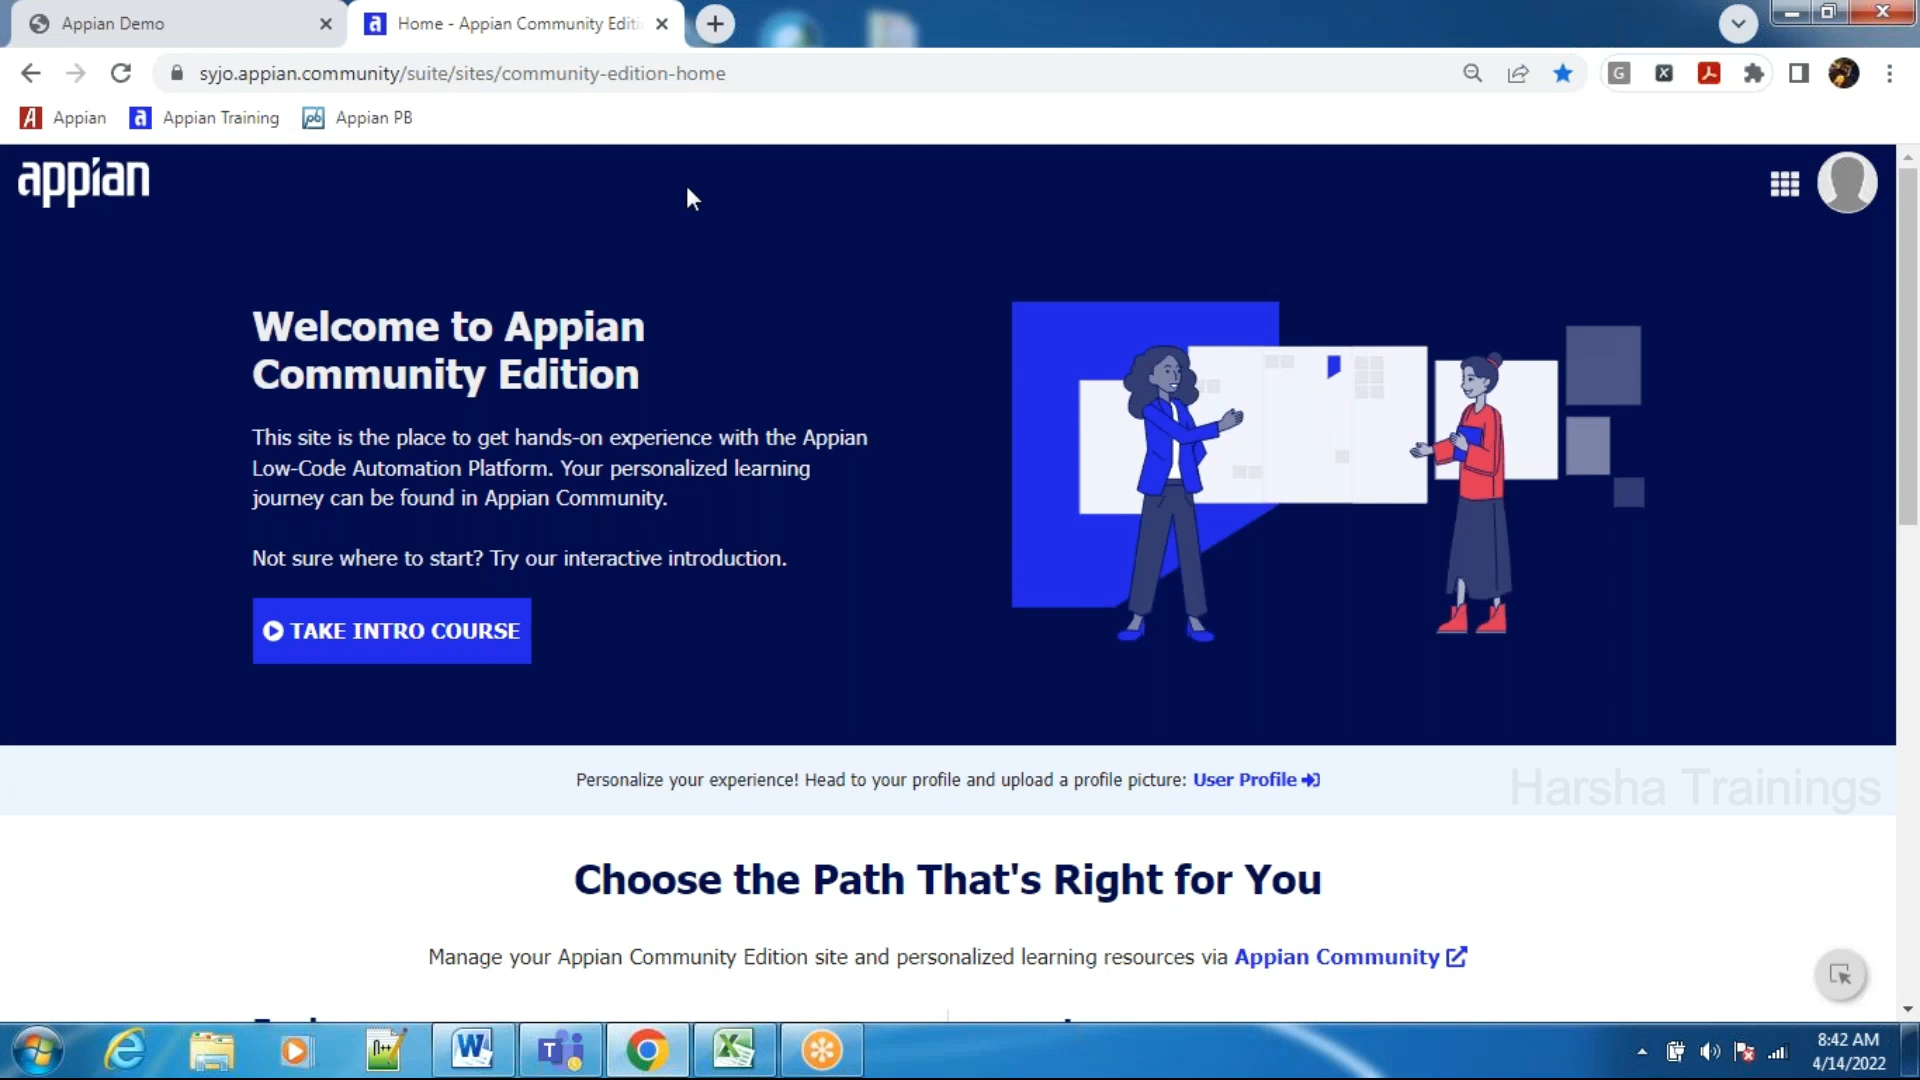 Appian Demo
Home - Appian Community Editi
syjo.appian.community/suite/sites/community-edition-home
Appian
Appian Training
Appian PB
appian
Welcome to Appian
Community Edition
This site is the place to get hands-on experience with the Appian
Low-Code Automation Platform. Your personalized learning
journey can be found in Appian Community.
Not sure where to start? Try our interactive introduction.
TAKE INTRO COURSE
Personalize your experience! Head to your profile and upload a profile picture: User Profile
Harsha Trainings
Choose the Path That's Right for You
Manage your Appian Community Edition site and personalized learning resources via Appian Community
8:42 AM
4/14/2022